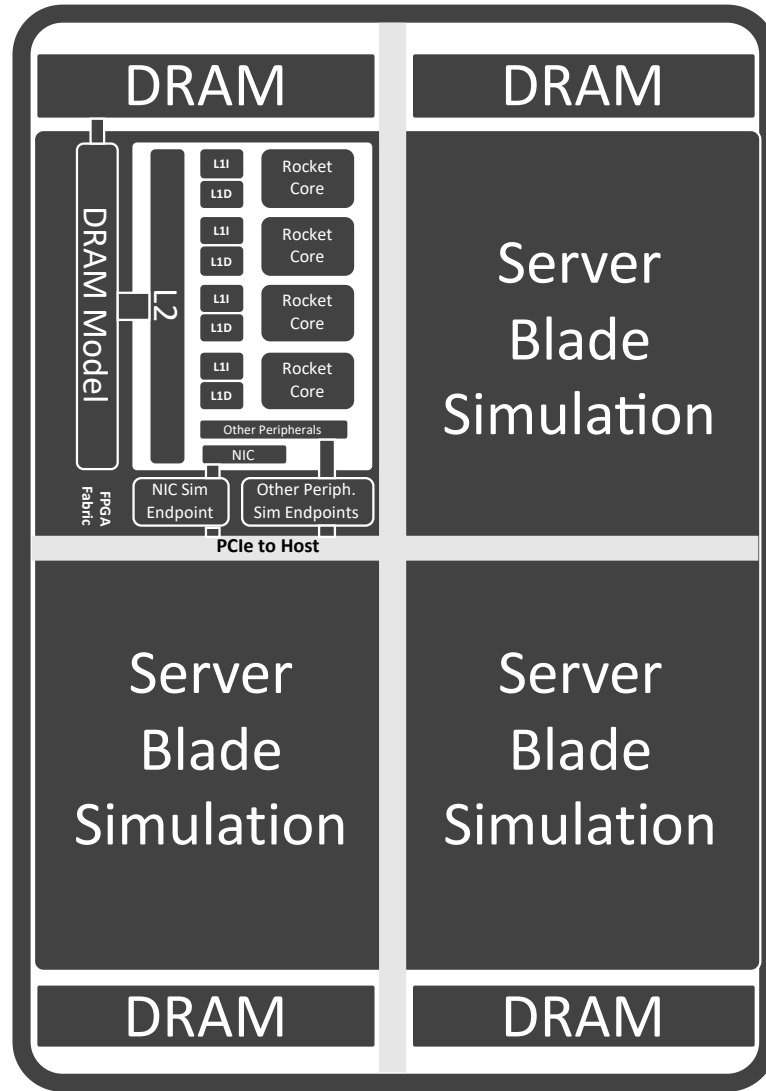 DRAM
DRAM
DRAM Model
L2
L1I
L1D
Rocket
Core
L1I
L1D
Rocket
Core
L1I
L1D
Rocket
Core
L1I
L1D
Rocket
Core
Other Peripherals
NIC
FPGA
Fabric
NIC Sim
Endpoint
Other Periph.
Sim Endpoints
PCIe to Host
Server
Blade
Simulation
Server
Blade
Simulation
Server
Blade
Simulation
DRAM
DRAM